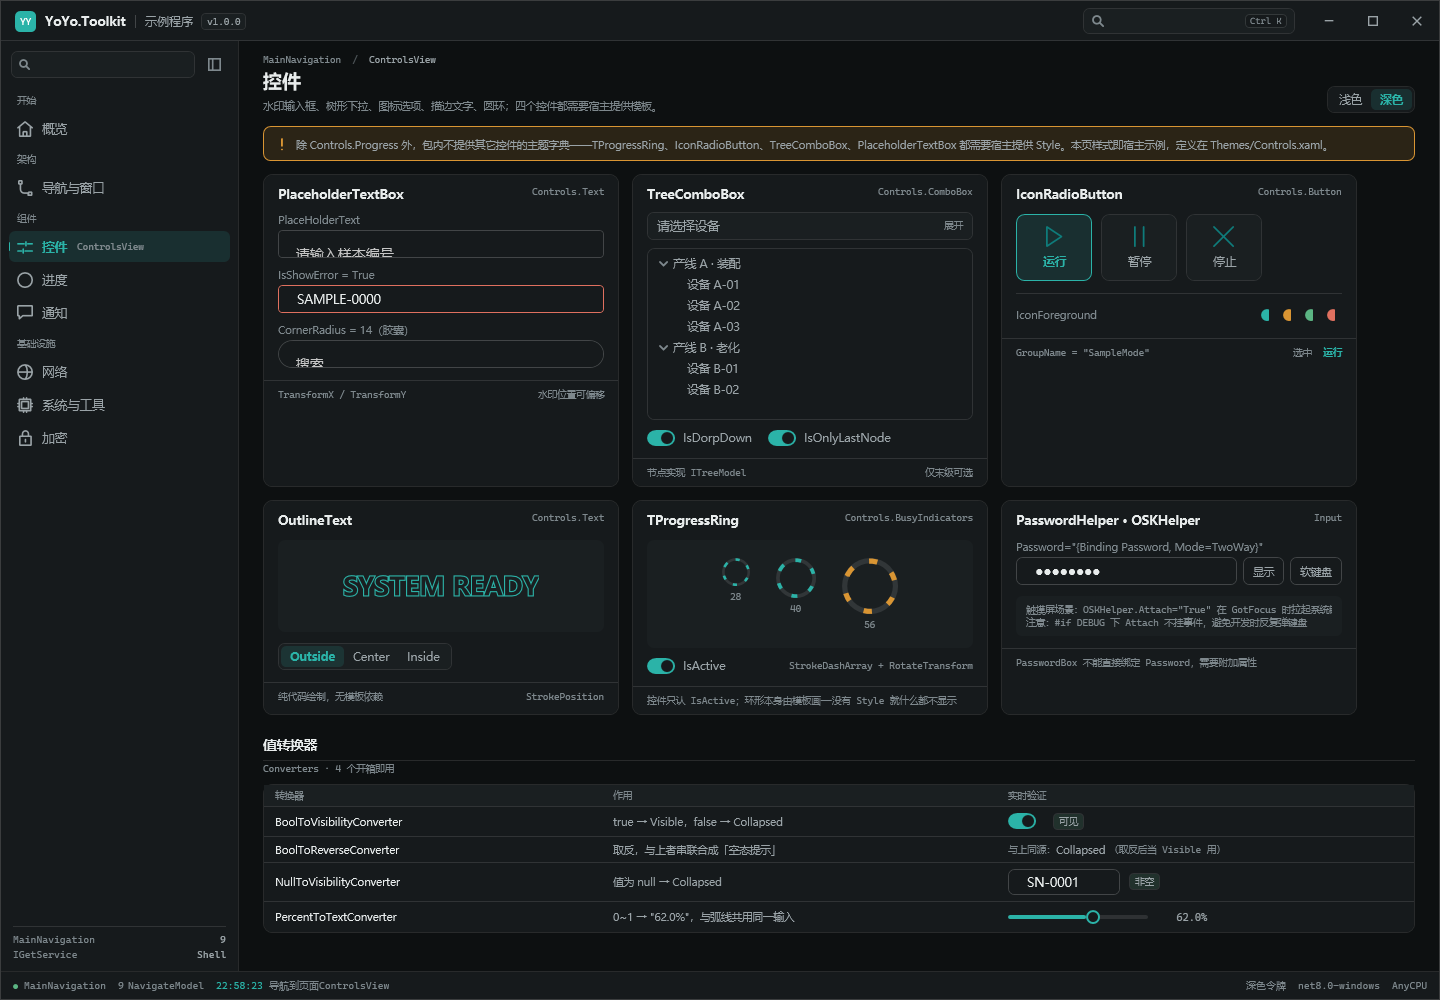 YY YoYo.Toolkit 示例程序 v1.0.0
Ctrl K
开始
概览
架构
导航与窗口
组件
控件 ControlsView
进度
通知
基础设施
网络
系统与工具
加密
MainNavigation 9
IGetService Shell
MainNavigation / ControlsView
控件
水印输入框、树形下拉、图标选项、描边文字、圆环；四个控件都需要宿主提供模板。
浅色 深色
! 除 Controls.Progress 外，包内不提供其它控件的主题字典——TProgressRing、IconRadioButton、TreeComboBox、PlaceholderTextBox 都需要宿主提供 Style。本页样式即宿主示例，定义在 Themes/Controls.xaml。
PlaceholderTextBox Controls.Text
PlaceHolderText
请输入样本编号
IsShowError = True
SAMPLE-0000
CornerRadius = 14（胶囊）
搜索
TransformX / TransformY 水印位置可偏移
TreeComboBox Controls.ComboBox
请选择设备 展开
产线 A · 装配
设备 A-01
设备 A-02
设备 A-03
产线 B · 老化
设备 B-01
设备 B-02
IsDorpDown IsOnlyLastNode
节点实现 ITreeModel 仅末级可选
IconRadioButton Controls.Button
运行 暂停 停止
IconForeground
GroupName = "SampleMode" 选中 运行
OutlineText Controls.Text
SYSTEM READY
Outside Center Inside
纯代码绘制，无模板依赖 StrokePosition
TProgressRing Controls.BusyIndicators
28 40 56
IsActive StrokeDashArray + RotateTransform
控件只认 IsActive；环形本身由模板画——没有 Style 就什么都不显示
PasswordHelper • OSKHelper Input
Password="{Binding Password, Mode=TwoWay}"
●●●●●●●● 显示 软键盘
触摸屏场景：OSKHelper.Attach="True" 在 GotFocus 时拉起系统
注意：#if DEBUG 下 Attach 不挂事件，避免开发时反复弹键盘
PasswordBox 不能直接绑定 Password，需要附加属性
值转换器
Converters · 4 个开箱即用
转换器 作用 实时验证
BoolToVisibilityConverter true → Visible，false → Collapsed 可见
BoolToReverseConverter 取反，与上者串联合成「空态提示」 与上同源：Collapsed （取反后当 Visible 用）
NullToVisibilityConverter 值为 null → Collapsed SN-0001 非空
PercentToTextConverter 0~1 → "62.0%"，与弧线共用同一输入 62.0%
MainNavigation 9 NavigateModel 22:58:23 导航到页面ControlsView
深色令牌 net8.0-windows AnyCPU